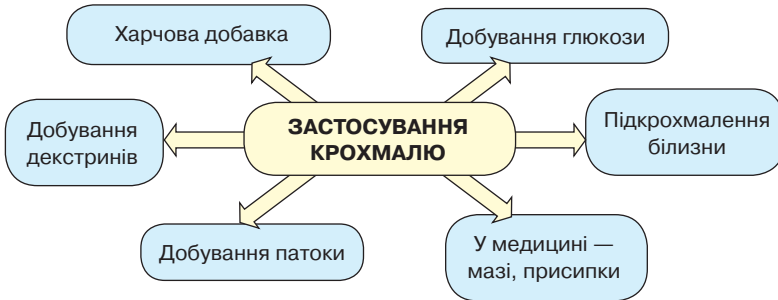 Харчова добавка
Добування глюкози
Добування
декстринів
ЗАСТОСУВАННЯ
КРОХМАЛЮ
Підкрохмалення
білизни
Добування патоки
У медицині —
мазі, присипки